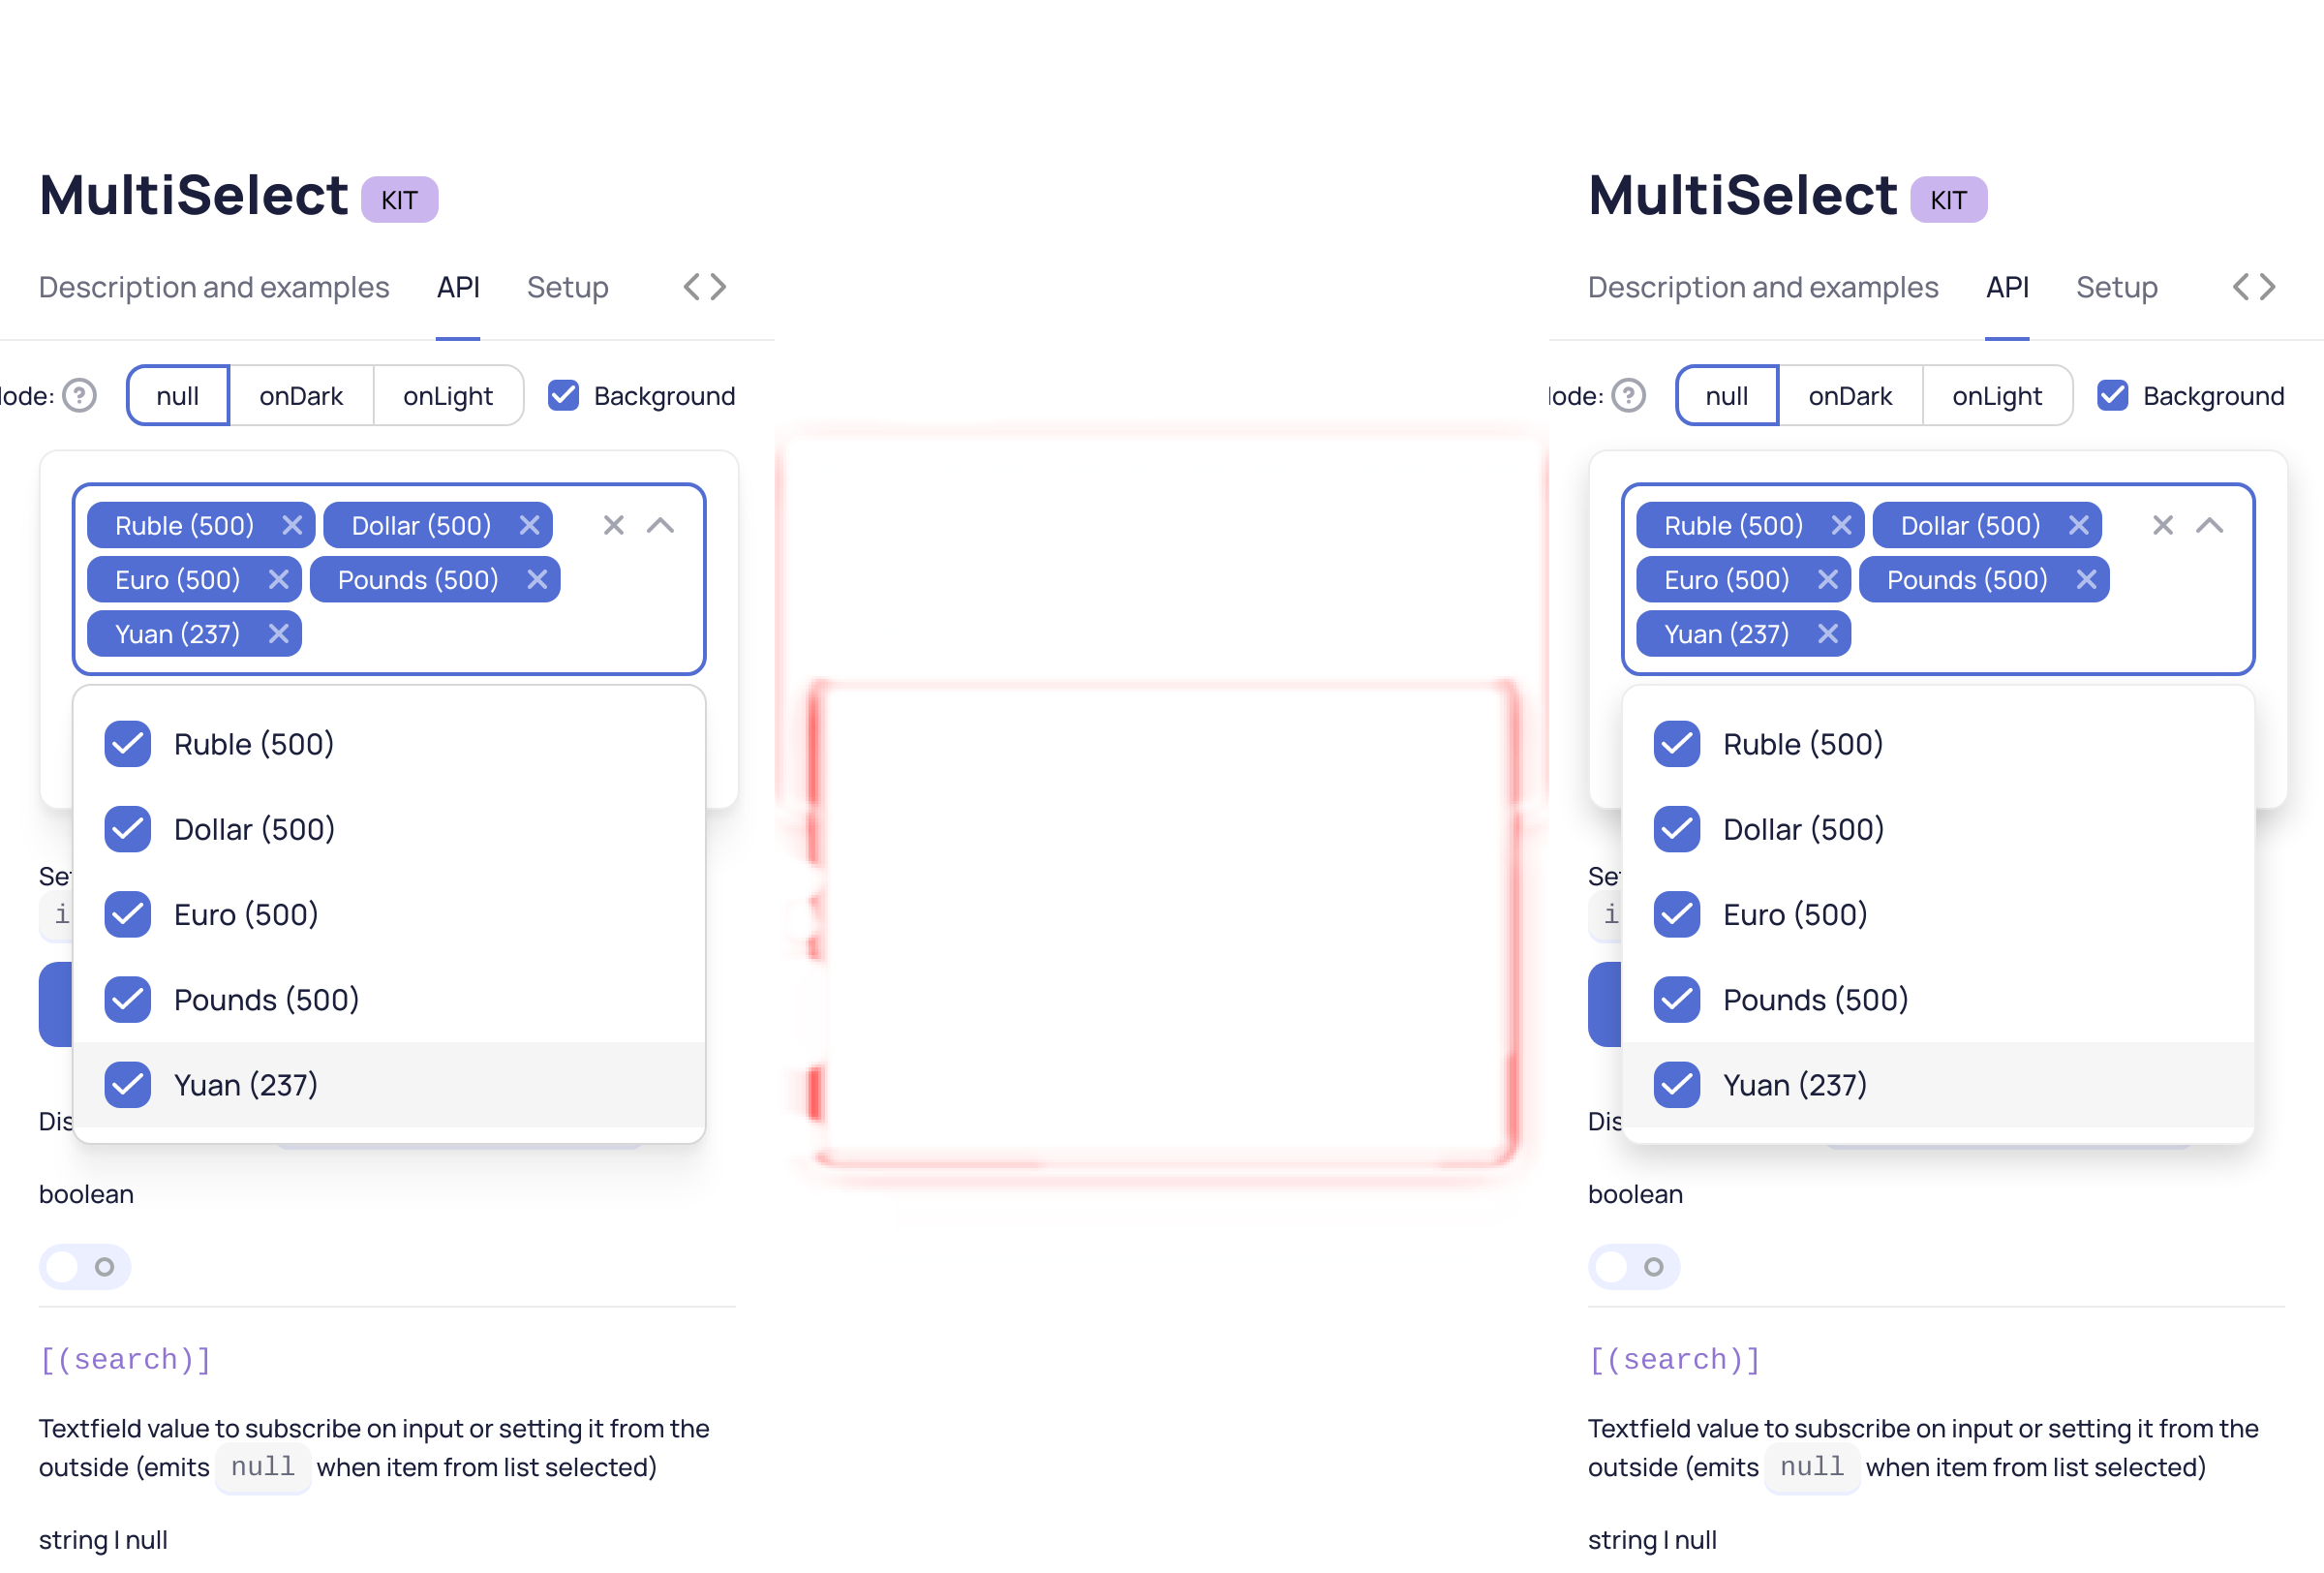 MultiSelect KIT
Description and examples API Setup
ode: null onDark onLight Background
Ruble (500) Dollar (500)
Euro (500) Pounds (500)
Yuan (237)
Ruble (500)
Dollar (500)
Se
Euro (500)
i
Pounds (500)
Yuan (237)
Dis
boolean
[(search)]
Textfield value to subscribe on input or setting it from the
outside (emits null when item from list selected)
string | null
MultiSelect KIT
Description and examples API Setup
ode: null onDark onLight Background
Ruble (500) Dollar (500)
Euro (500) Pounds (500)
Yuan (237)
Ruble (500)
Dollar (500)
Se
Euro (500)
i
Pounds (500)
Yuan (237)
Dis
boolean
[(search)]
Textfield value to subscribe on input or setting it from the
outside (emits null when item from list selected)
string | null